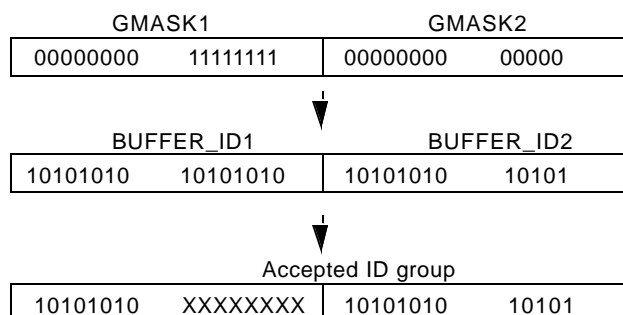 GMASK1 GMASK2
00000000 11111111 00000000 00000
BUFFER_ID1 BUFFER_ID2
10101010 10101010 10101010 10101
Accepted ID group
10101010 XXXXXXXX 10101010 10101